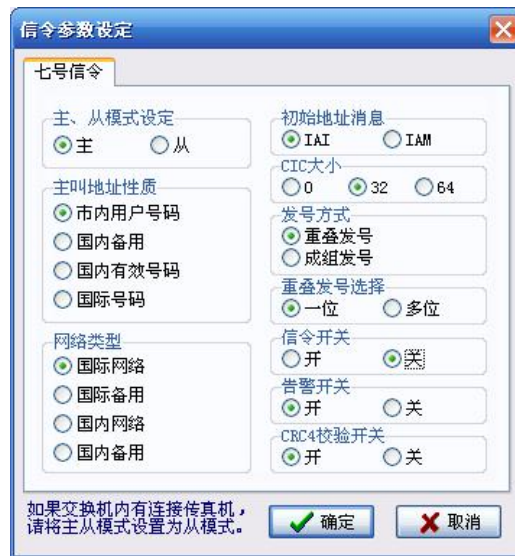 信令参数设定
七号信令
主、从模式设定
主 从
主叫地址性质
市内用户号码
国内备用
国内有效号码
国际号码
网络类型
国际网络
国际备用
国内网络
国内备用
初始地址消息
IAI IAM
CIC大小
0 32 64
发号方式
重叠发号
成组发号
重叠发号选择
一位 多位
信令开关
开 关
告警开关
开 关
CRC4校验开关
开 关
如果交换机内有连接传真机，
请将主从模式设置为从模式。
确定 取消